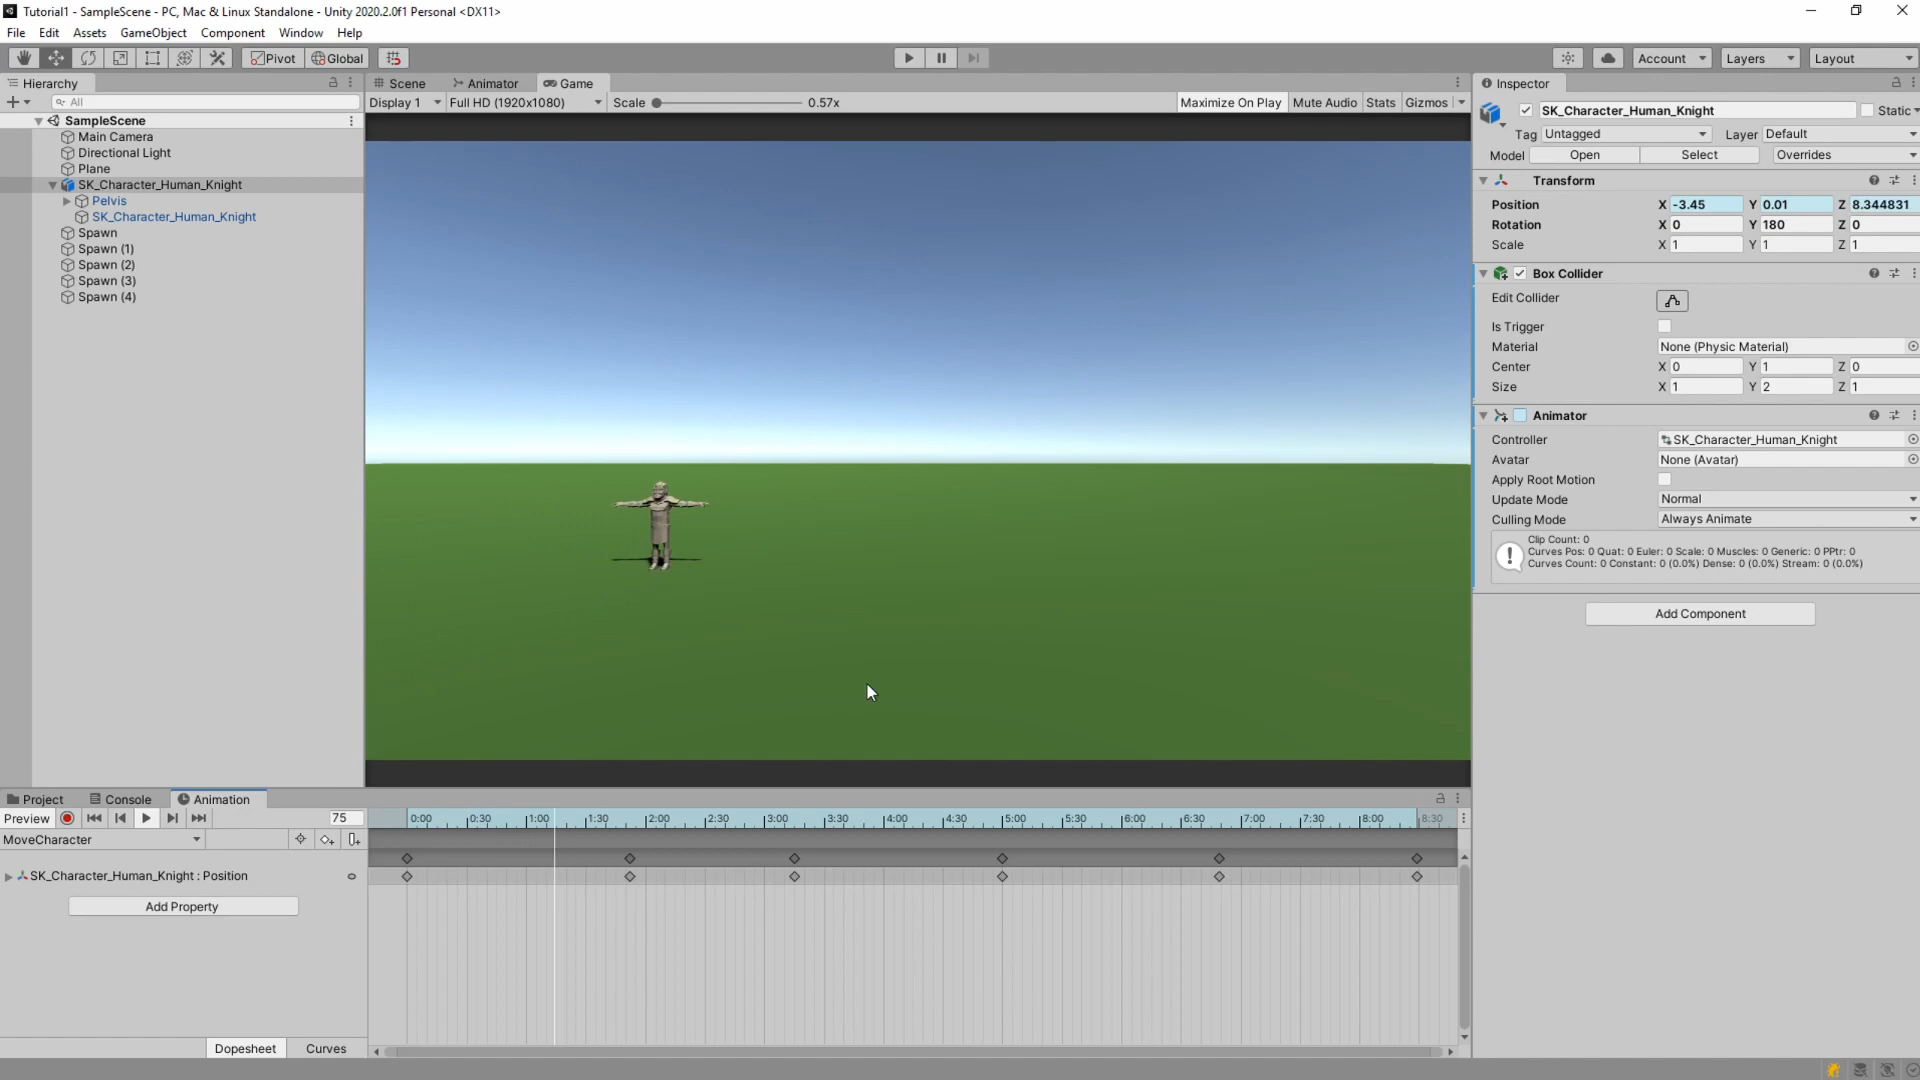 Tutorial1 - SampleScene - PC, Mac & Linux Standalone - Unity 2020.2.0f1 Personal <DX11>
File Edit Assets GameObject Component Window Help
Pivot Global Account Layers Layout
Hierarchy Scene Animator Game Inspector
All Display 1 Full HD (1920x1080) Scale 0.57x Maximize On Play Mute Audio Stats Gizmos
SampleScene
Main Camera
Directional Light
Plane
SK_Character_Human_Knight
Pelvis
SK_Character_Human_Knight
Spawn
Spawn (1)
Spawn (2)
Spawn (3)
Spawn (4)
SK_Character_Human_Knight Static
Tag Untagged Layer Default
Model Open Select Overrides
Transform
Position X -3.45 Y 0.01 Z 8.344831
Rotation X 0 Y 180 Z 0
Scale X 1 Y 1 Z 1
Box Collider
Edit Collider
Is Trigger
Material None (Physic Material)
Center X 0 Y 1 Z 0
Size X 1 Y 2 Z 1
Animator
Controller SK_Character_Human_Knight
Avatar None (Avatar)
Apply Root Motion
Update Mode Normal
Culling Mode Always Animate
Clip Count: 0
Curves Pos: 0 Quat: 0 Euler: 0 Scale: 0 Muscles: 0 Generic: 0 PPtr: 0
Curves Count: 0 Constant: 0 (0.0%) Dense: 0 (0.0%) Stream: 0 (0.0%)
Add Component
Project Console Animation
Preview 75 0:00 0:30 1:00 1:30 2:00 2:30 3:00 3:30 4:00 4:30 5:00 5:30 6:00 6:30 7:00 7:30 8:00 8:30
MoveCharacter
SK_Character_Human_Knight : Position
Add Property
Dopesheet Curves